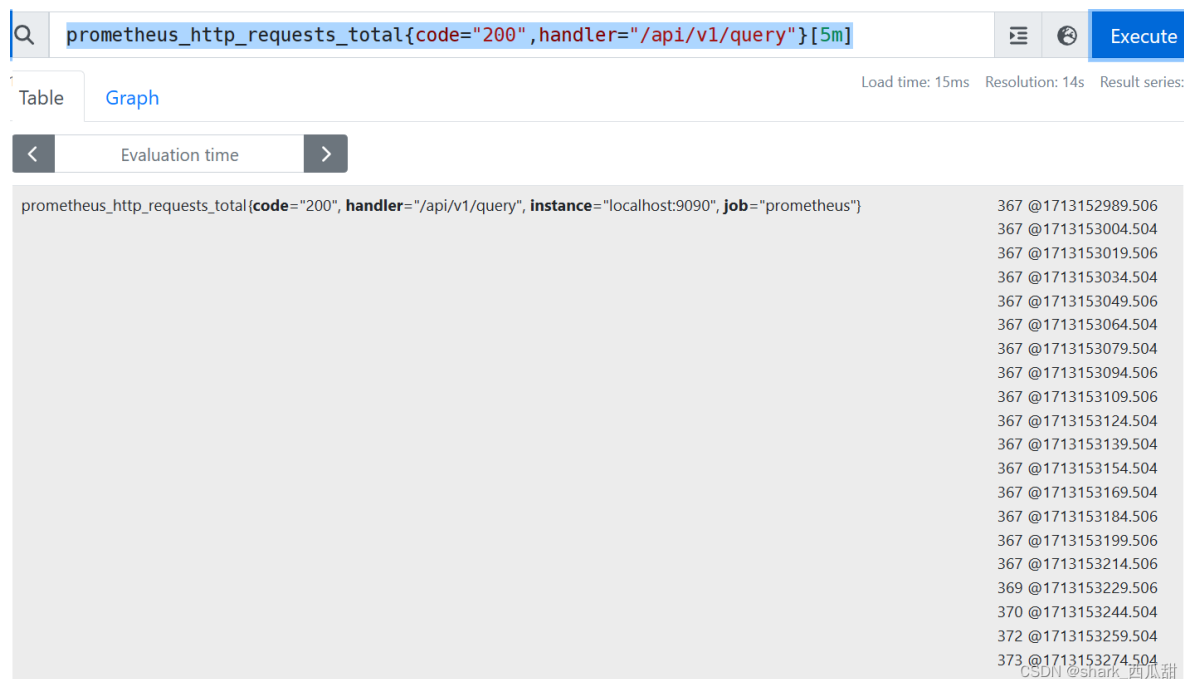 prometheus_http_requests_total{code="200",handler="/api/v1/query"}[5m]
Execute
Table
Graph
Load time: 15ms Resolution: 14s Result series:
Evaluation time
prometheus_http_requests_total{code="200", handler="/api/v1/query", instance="localhost:9090", job="prometheus"}
367 @1713152989.506
367 @1713153004.504
367 @1713153019.506
367 @1713153034.504
367 @1713153049.506
367 @1713153064.504
367 @1713153079.504
367 @1713153094.506
367 @1713153109.506
367 @1713153124.504
367 @1713153139.504
367 @1713153154.504
367 @1713153169.504
367 @1713153184.506
367 @1713153199.506
367 @1713153214.506
369 @1713153229.506
370 @1713153244.504
372 @1713153259.504
373 @1713153274.504
CSDN @shark_西瓜甜